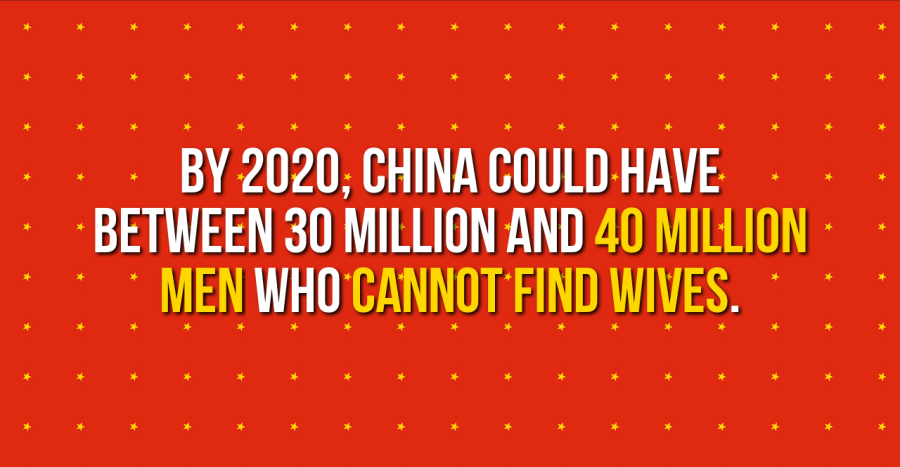 BY 2020, CHINA COULD HAVE
BETWEEN 30 MILLION AND 40 MILLION
MEN WHO CANNOT FIND WIVES.